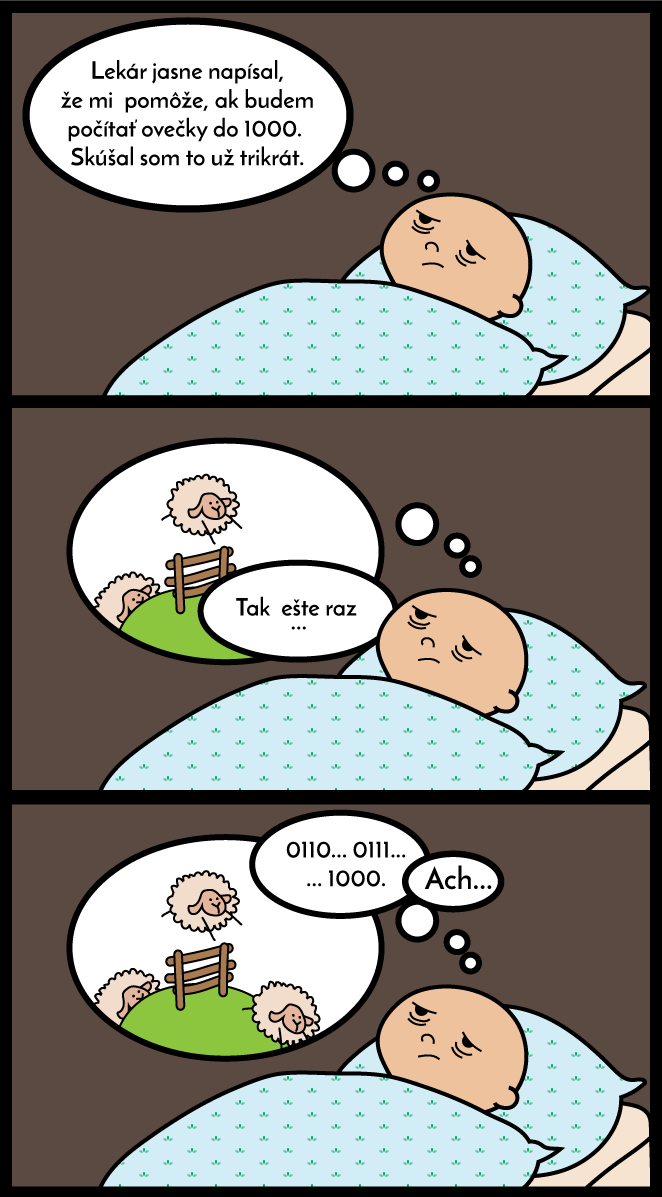 Lekár jasne napísal,
že mi pomôže, ak budem
počítať ovečky do 1000.
Skúšal som to už trikrát.
Tak ešte raz
...
0110... 0111...
... 1000.
Ach...